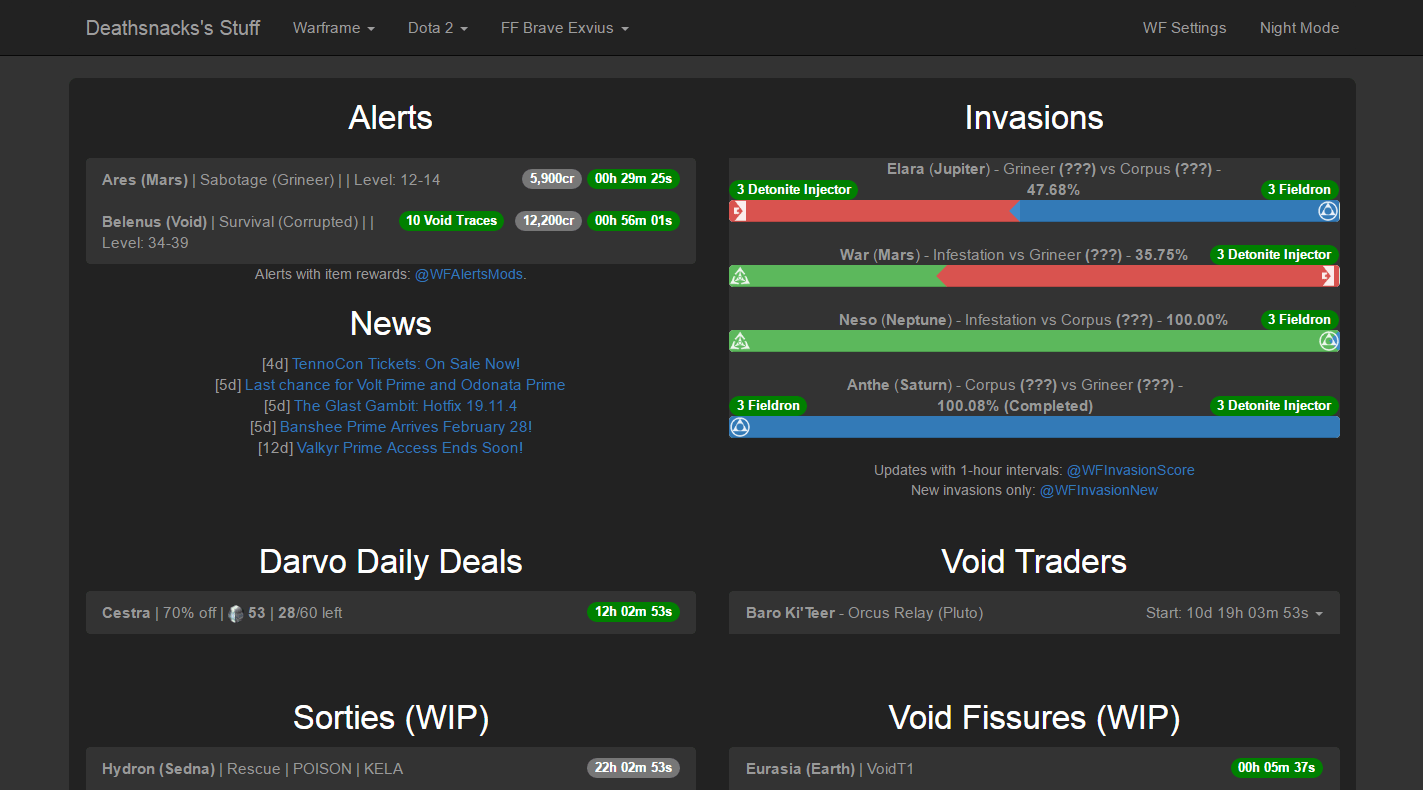 Deathsnacks's Stuff Warframe Dota 2 FF Brave Exvius WF Settings Night Mode
Alerts
Ares (Mars) | Sabotage (Grineer) | | Level: 12-14 5,900cr 00h 29m 25s
Belenus (Void) | Survival (Corrupted) | | 10 Void Traces 12,200cr 00h 56m 01s
Level: 34-39
Alerts with item rewards: @WFAlertsMods.
News
[4d] TennoCon Tickets: On Sale Now!
[5d] Last chance for Volt Prime and Odonata Prime
[5d] The Glast Gambit: Hotfix 19.11.4
[5d] Banshee Prime Arrives February 28!
[12d] Valkyr Prime Access Ends Soon!
Invasions
Elara (Jupiter) - Grineer (???) vs Corpus (???) -
3 Detonite Injector 47.68% 3 Fieldron
War (Mars) - Infestation vs Grineer (???) - 35.75% 3 Detonite Injector
Neso (Neptune) - Infestation vs Corpus (???) - 100.00% 3 Fieldron
Anthe (Saturn) - Corpus (???) vs Grineer (???) -
3 Fieldron 100.08% (Completed) 3 Detonite Injector
Updates with 1-hour intervals: @WFInvasionScore
New invasions only: @WFInvasionNew
Darvo Daily Deals
Cestra | 70% off | 53 | 28/60 left 12h 02m 53s
Void Traders
Baro Ki'Teer - Orcus Relay (Pluto) Start: 10d 19h 03m 53s
Sorties (WIP)
Hydron (Sedna) | Rescue | POISON | KELA 22h 02m 53s
Void Fissures (WIP)
Eurasia (Earth) | VoidT1 00h 05m 37s